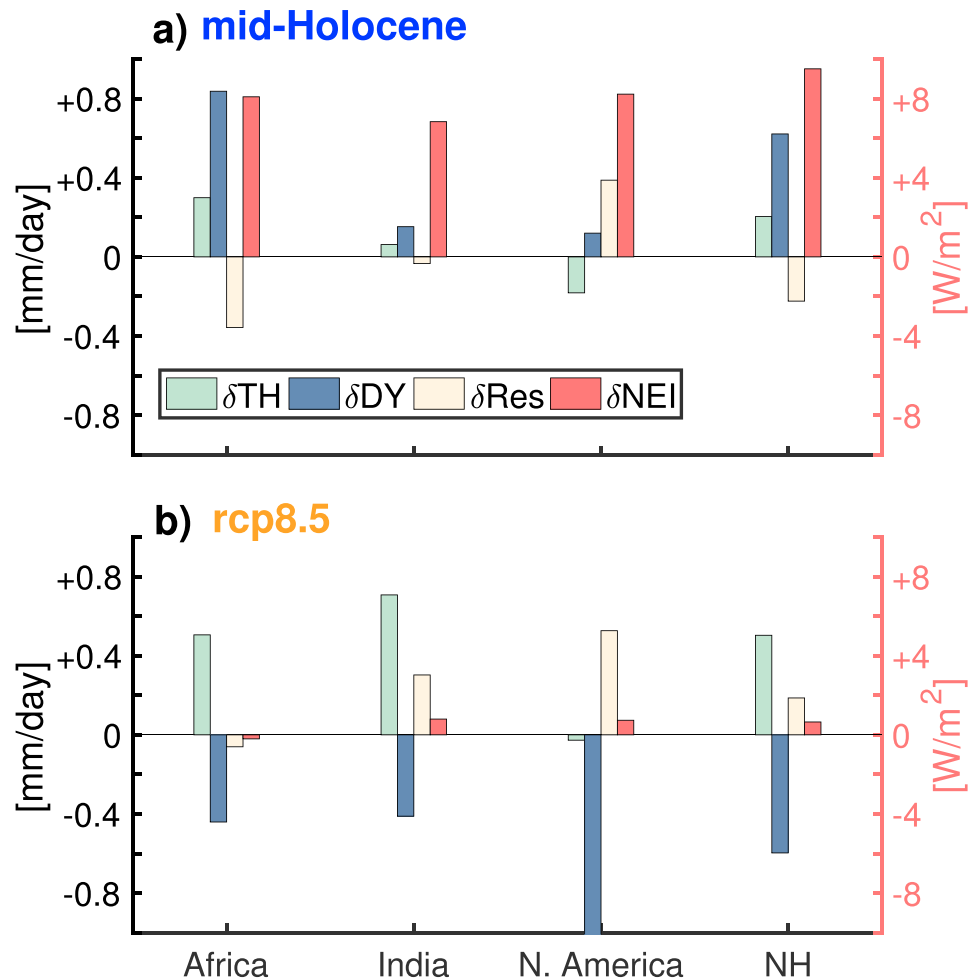 a) mid-Holocene
+0.8
+0.4
0
-0.4
-0.8
[mm/day]
+8
+4
0
-4
-8
[W/m²]
δTH δDY δRes δNEI
b) rcp8.5
+0.8
+0.4
0
-0.4
-0.8
[mm/day]
+8
+4
0
-4
-8
[W/m²]
Africa India N. America NH